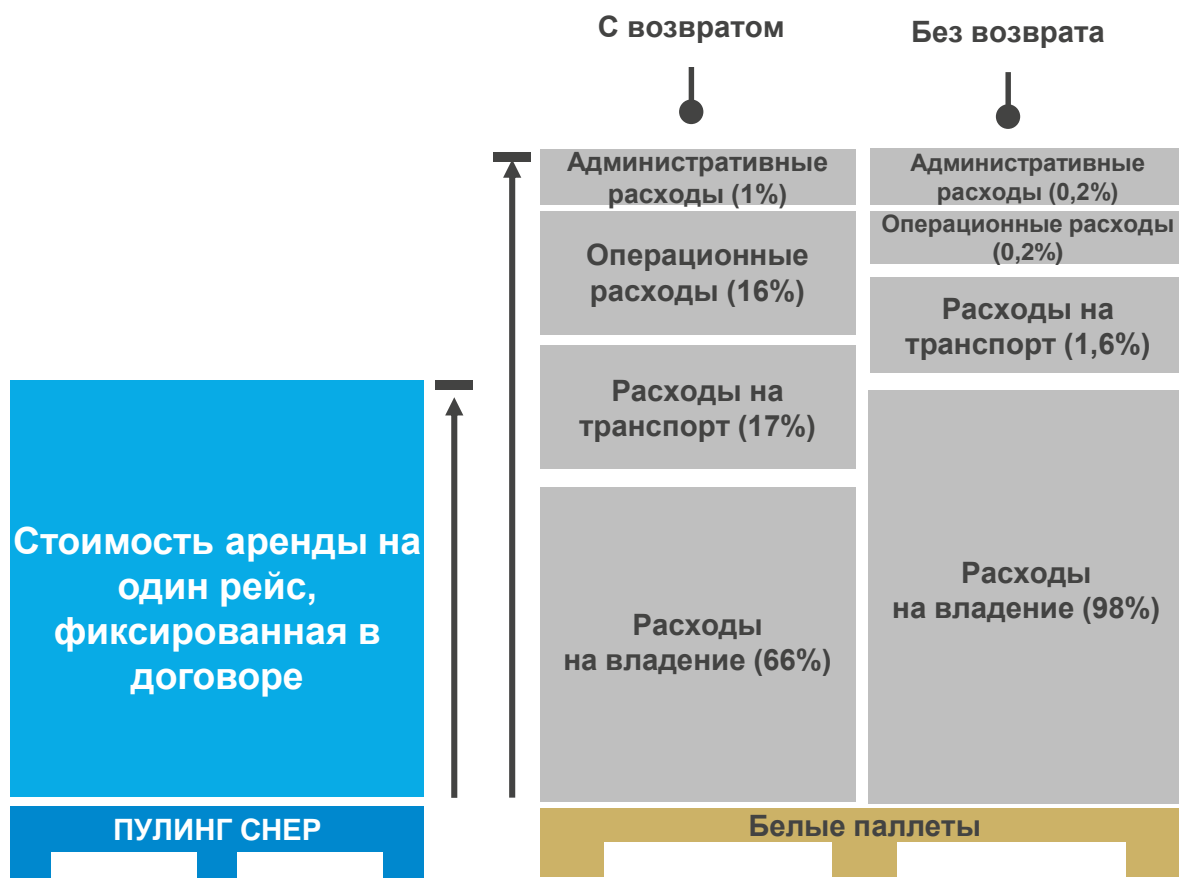 С возвратом
Без возврата
Административные
расходы (1%)
Операционные
расходы (16%)
Расходы на
транспорт (17%)
Расходы
на владение (66%)
Административные
расходы (0,2%)
Операционные расходы
(0,2%)
Расходы на
транспорт (1,6%)
Расходы
на владение (98%)
Стоимость аренды на
один рейс,
фиксированная в
договоре
ПУЛИНГ CHEP
Белые паллеты